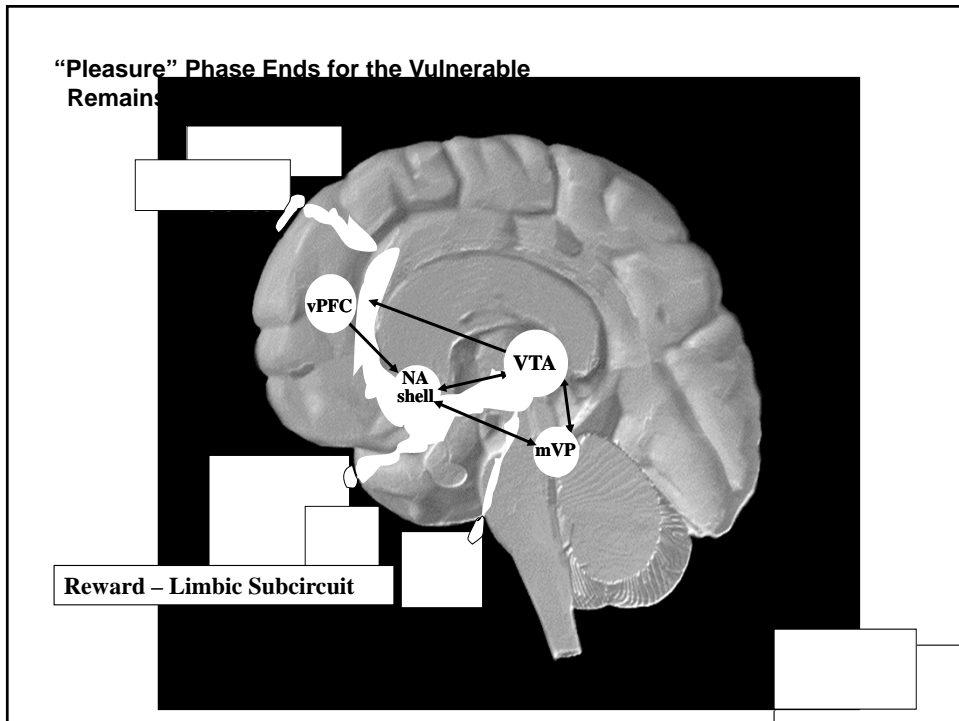 “Pleasure” Phase Ends for the Vulnerable
Remains
vPFC
VTA
NA
shell
mVP
Reward – Limbic Subcircuit